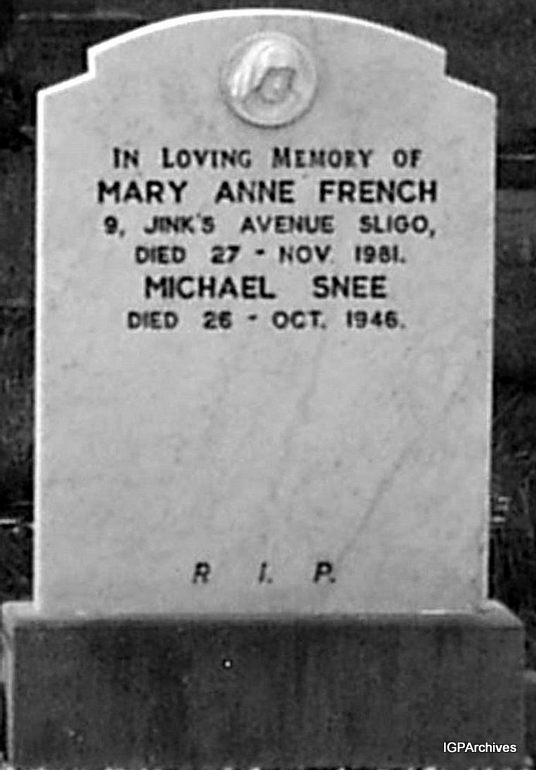 IN LOVING MEMORY OF
MARY ANNE FRENCH
9, JINK'S AVENUE SLIGO,
DIED 27 - NOV 1981.
MICHAEL SNEE
DIED 26 - OCT. 1946.
R I. P.
IGPArchives